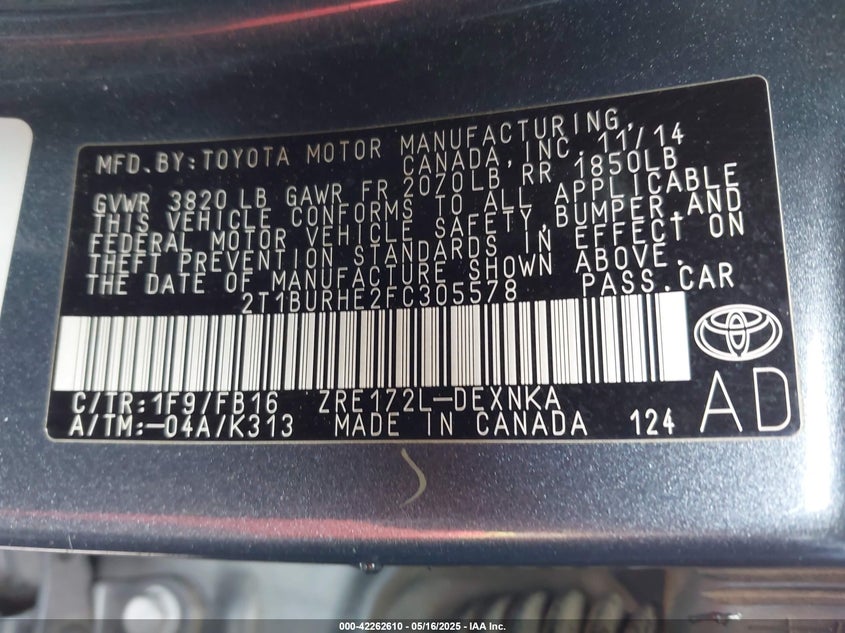 MFD. BY: TOYOTA MOTOR MANUFACTURING,
CANADA, INC. 11/14
GVWR 3820 LB GAWR FR 2070LB RR 1850LB
THIS VEHICLE CONFORMS TO ALL APPLICABLE
FEDERAL MOTOR VEHICLE SAFETY, BUMPER, AND
THEFT PREVENTION STANDARDS IN EFFECT ON
THE DATE OF MANUFACTURE SHOWN ABOVE.
2T1BURHE2FC305578 PASS. CAR
C/TR: 1F9/FB16 ZRE172L-DEXNKA
A/TM: -04A/K313 MADE IN CANADA 124
AD
000-42262610 - 05/16/2025 - IAA Inc.